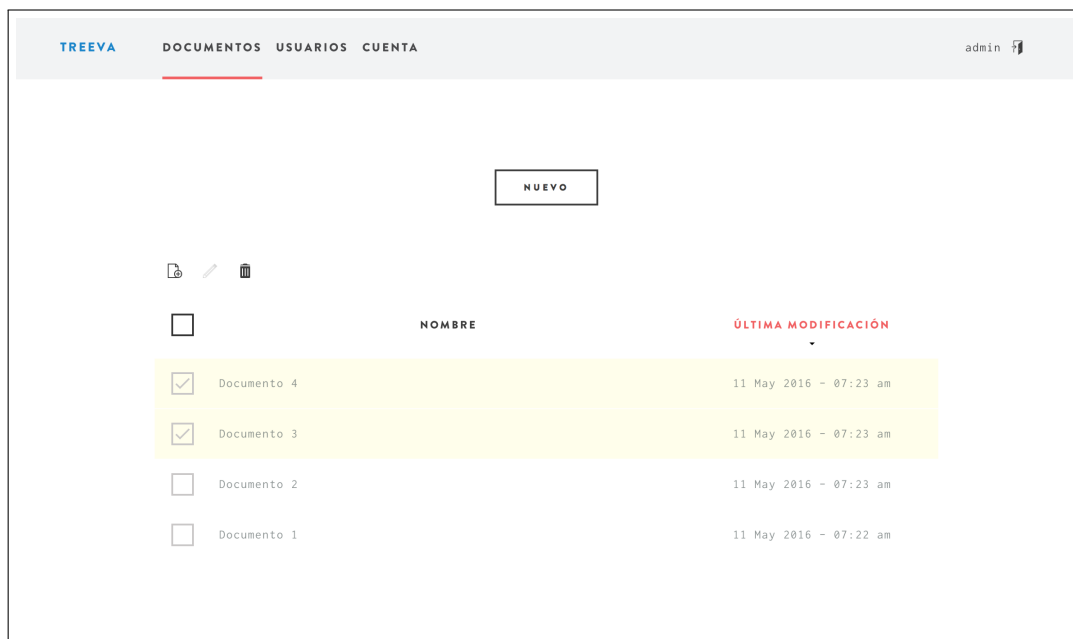 TREEVA DOCUMENTOS USUARIOS CUENTA admin
NUEVO
NOMBRE ÚLTIMA MODIFICACIÓN
Documento 4 11 May 2016 - 07:23 am
Documento 3 11 May 2016 - 07:23 am
Documento 2 11 May 2016 - 07:23 am
Documento 1 11 May 2016 - 07:22 am